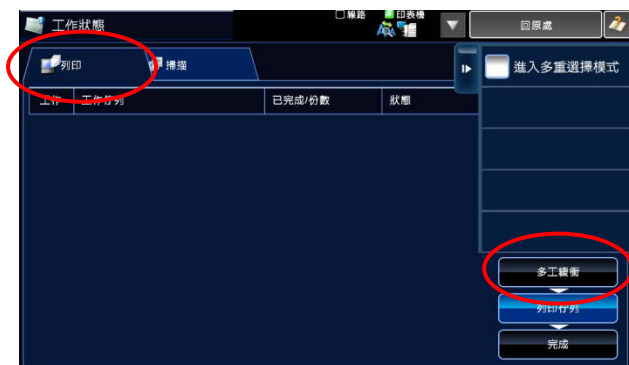 工作狀態
線路 印表機
回原處
列印
掃描
進入多重選擇模式
工作 工作佇列 已完成/份數 狀態
多工緩衝
列印佇列
完成